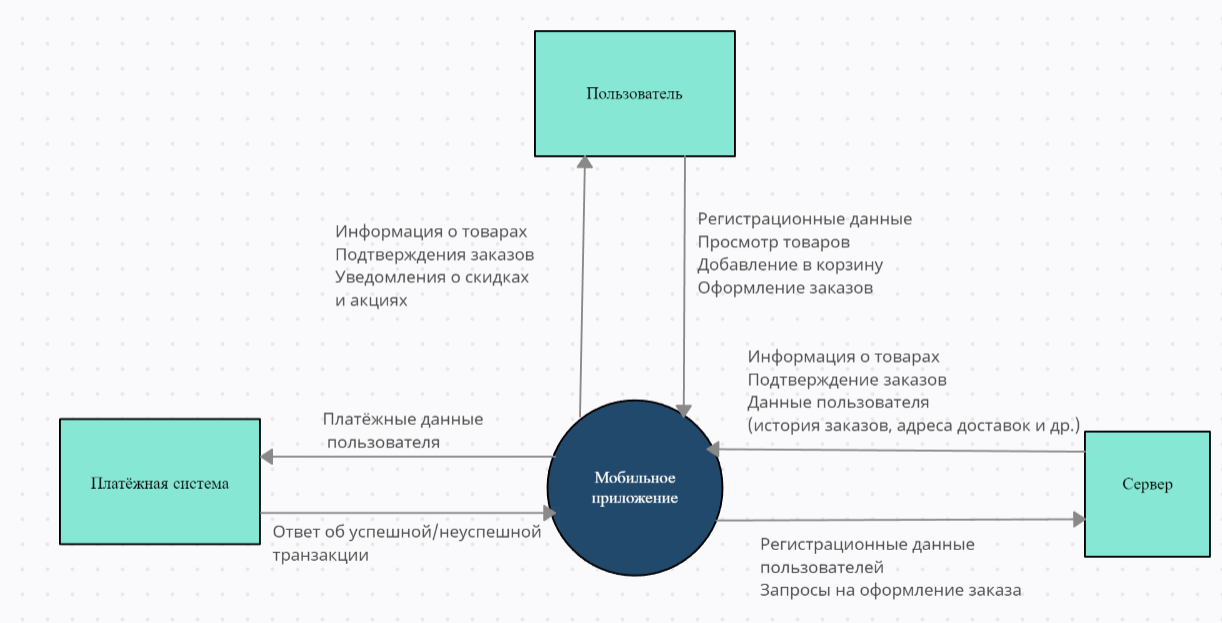 Пользователь
Информация о товарах
Подтверждения заказов
Уведомления о скидках
и акциях
Регистрационные данные
Просмотр товаров
Добавление в корзину
Оформление заказов
Информация о товарах
Подтверждение заказов
Данные пользователя
(история заказов, адреса доставок и др.)
Платёжные данные
пользователя
Платёжная система
Мобильное
приложение
Сервер
Ответ об успешной/неуспешной
транзакции
Регистрационные данные
пользователей
Запросы на оформление заказа